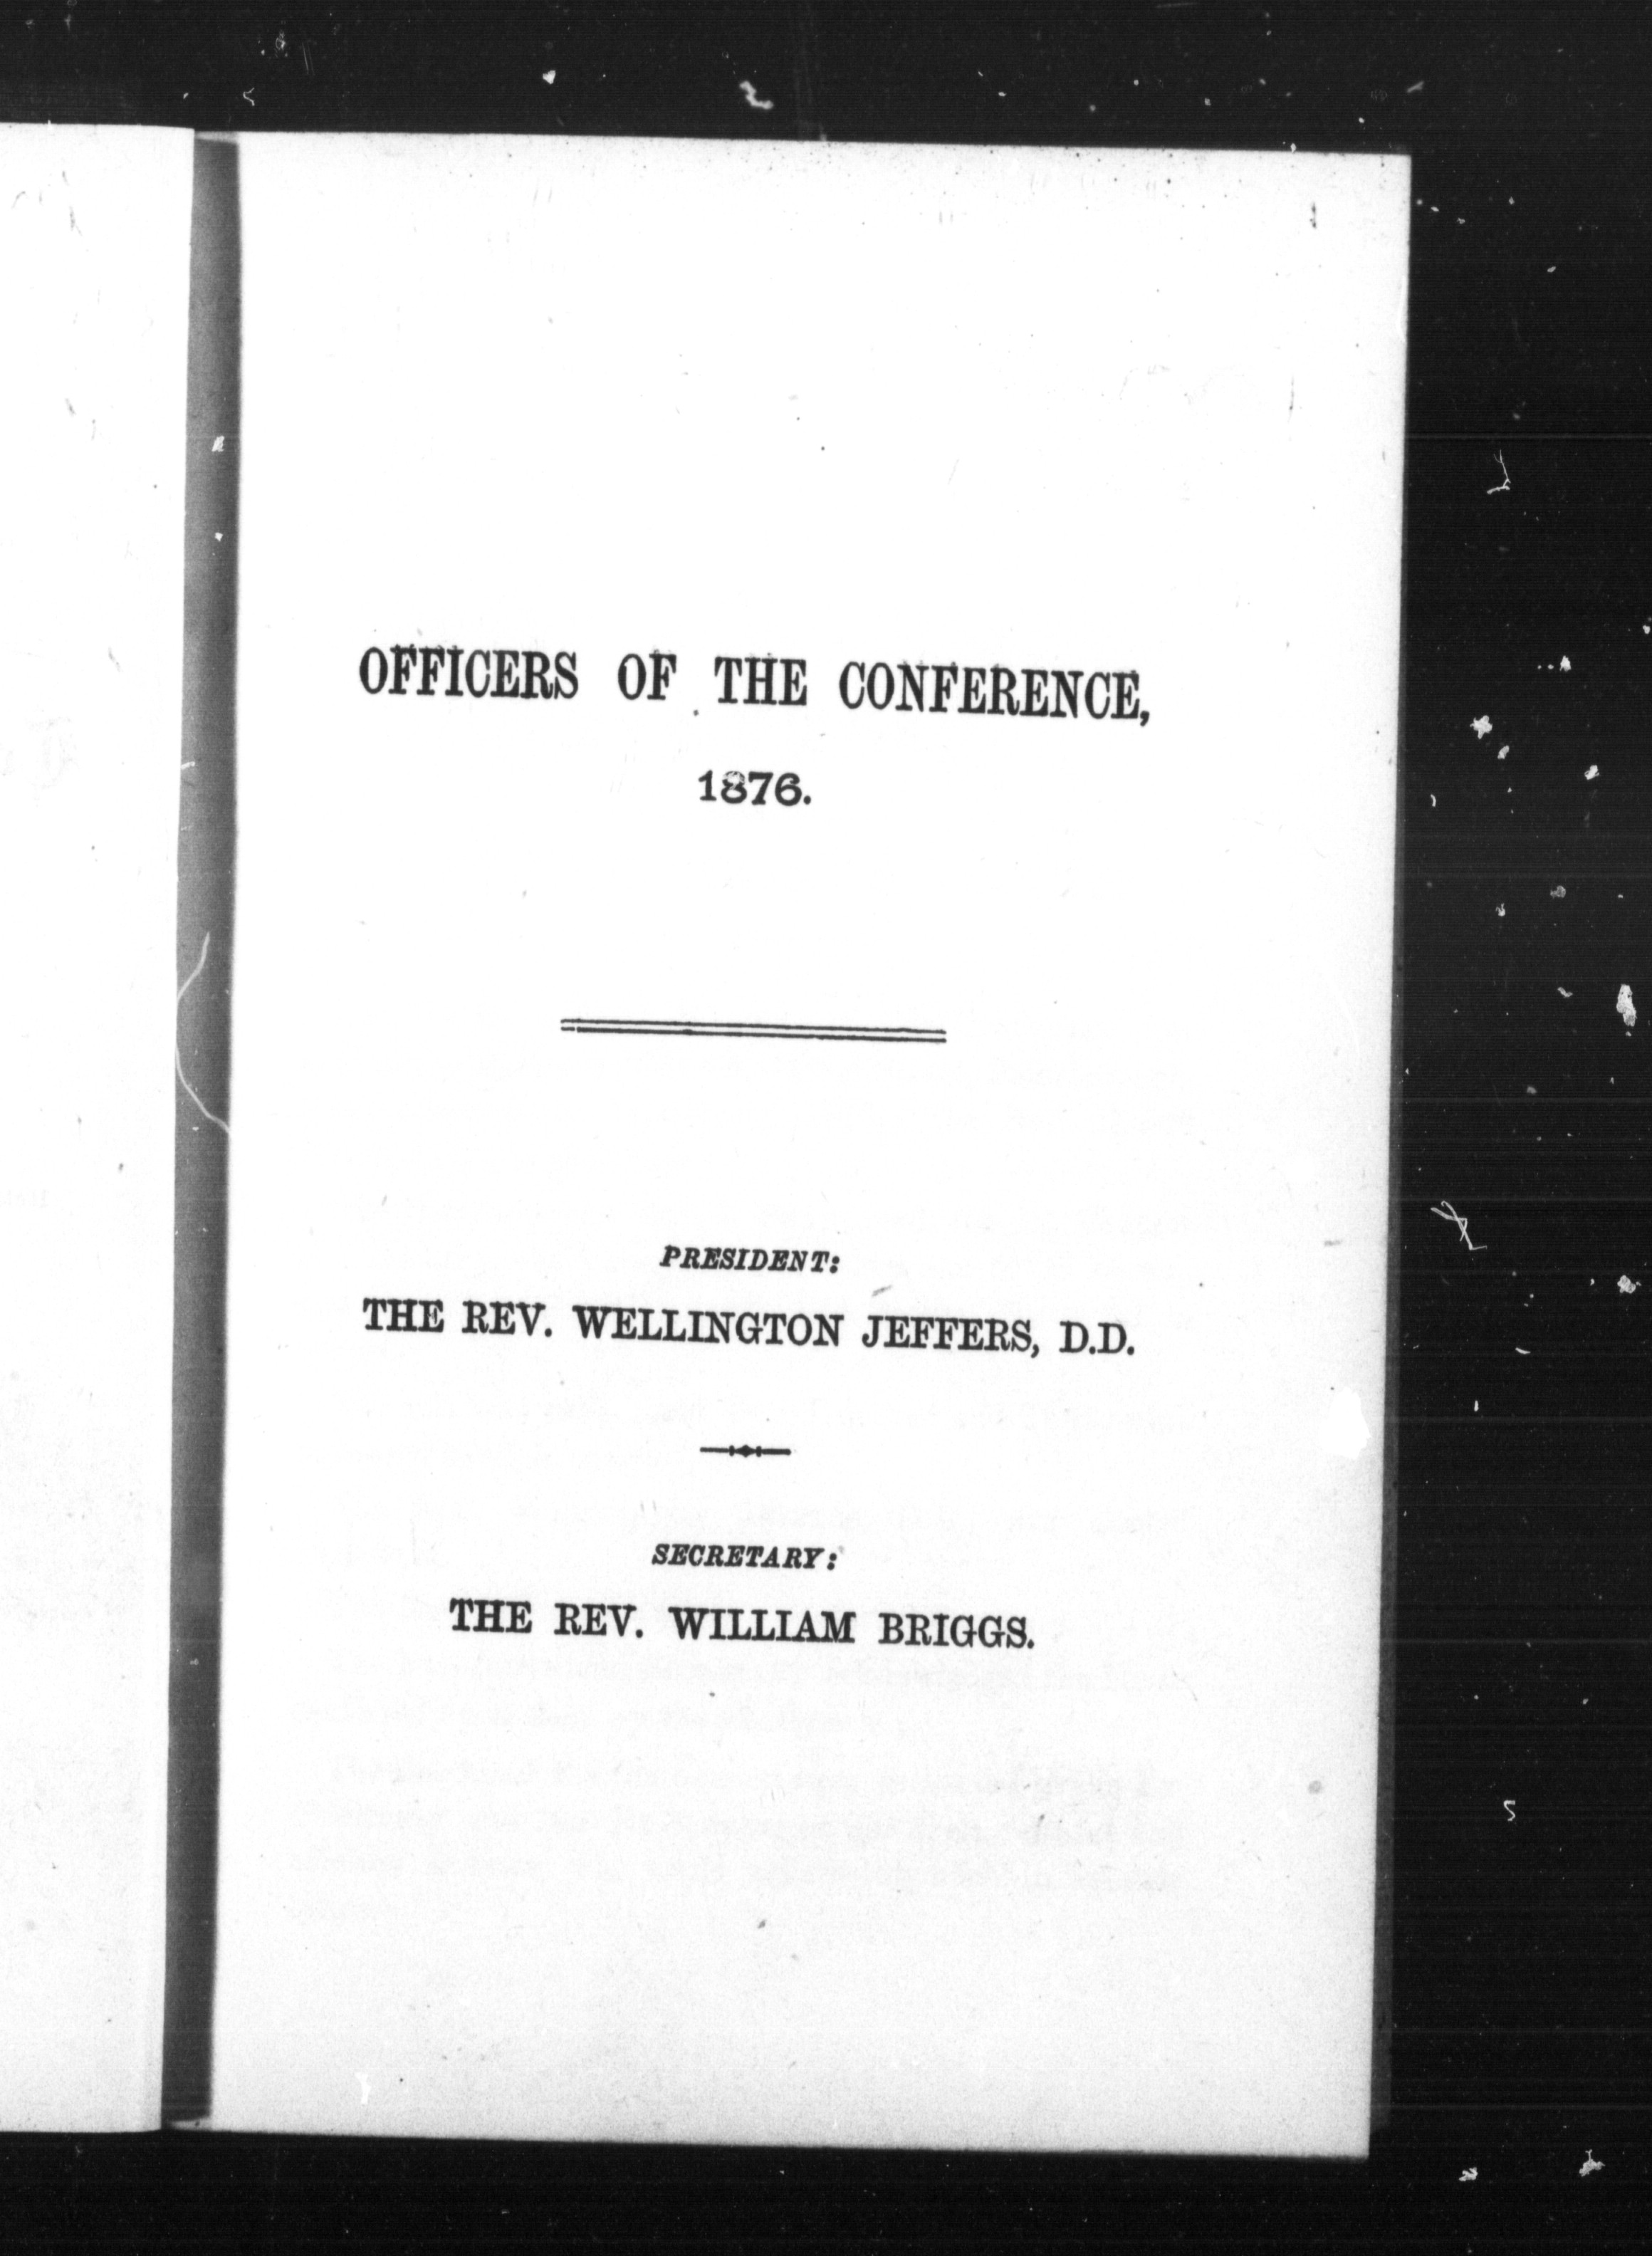 OFFICERS OF THE CONFERENCE,
1876.
PRESIDENT:
THE REV. WELLINGTON JEFFERS, D.D.
SECRETARY:
THE REV. WILLIAM BRIGGS.